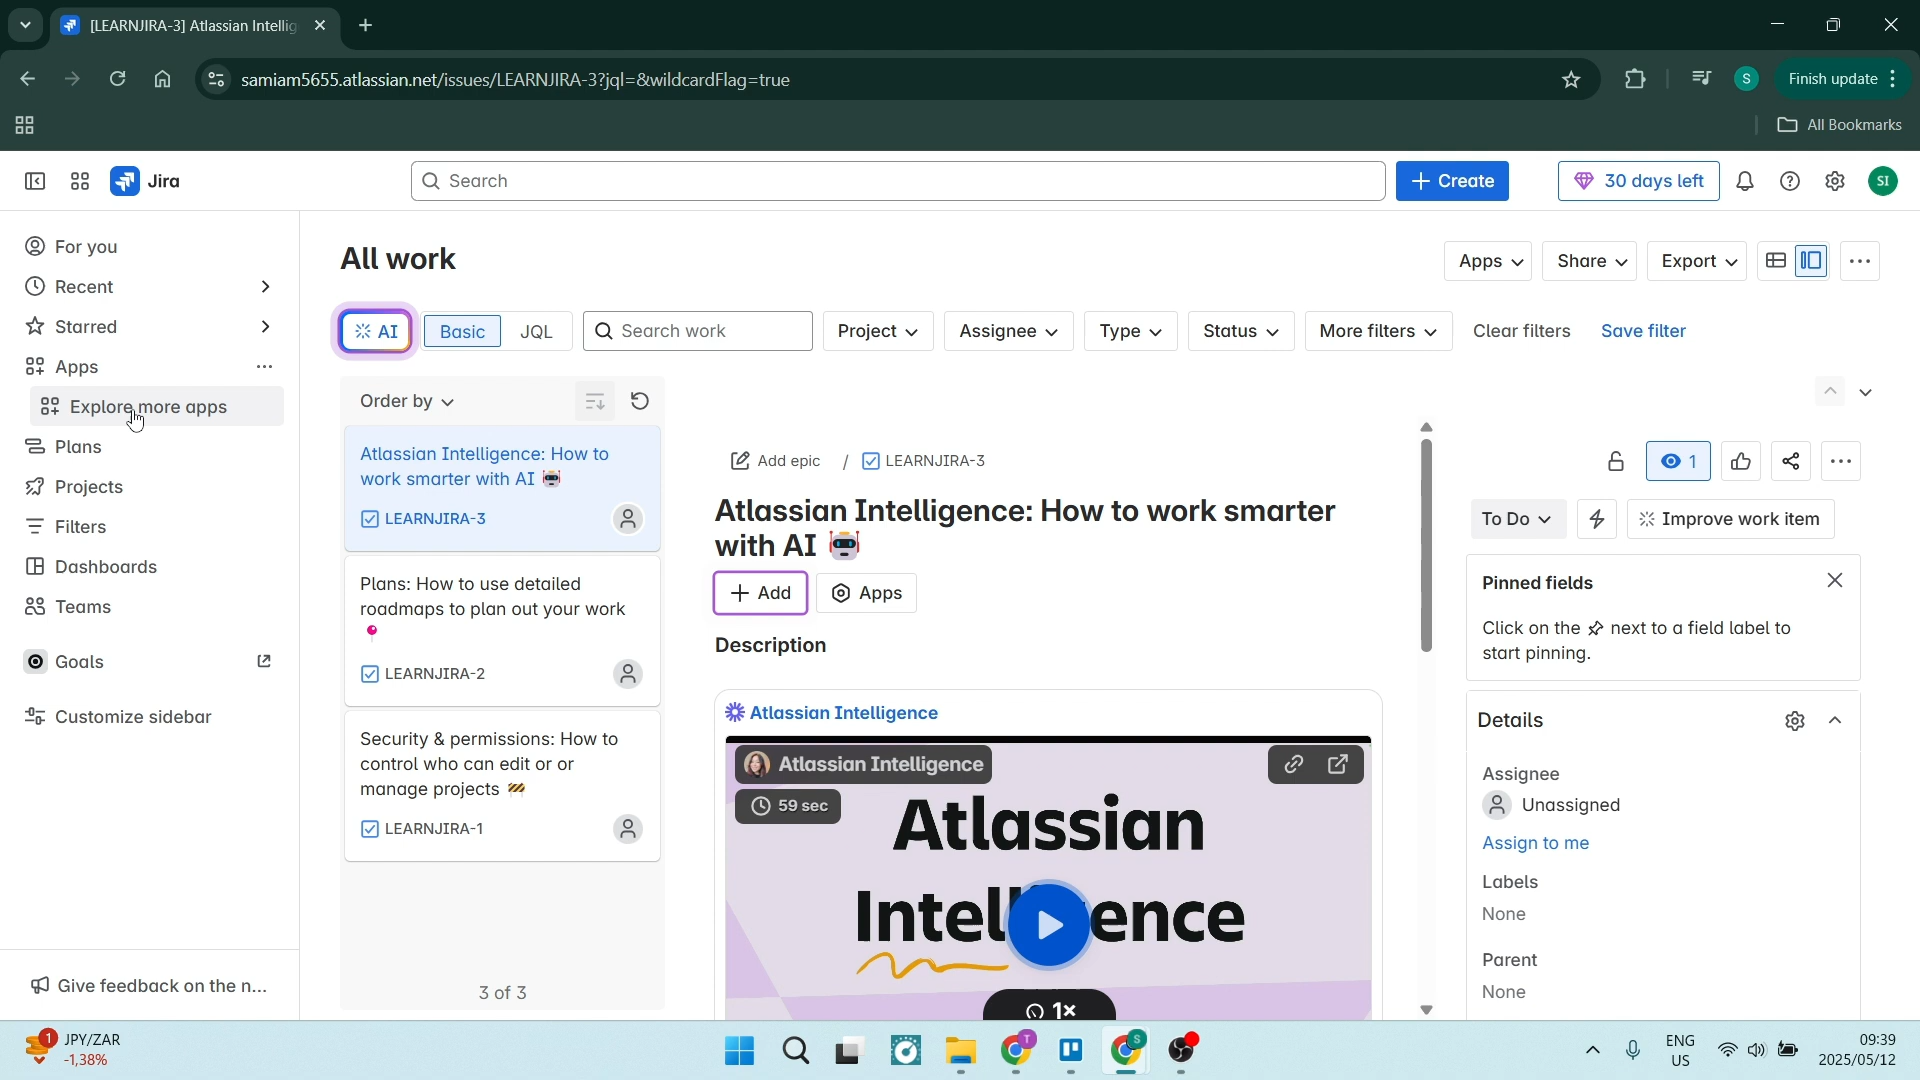 [LEARNJIRA-3] Atlassian Intellig
samiam5655.atlassian.net/issues/LEARNJIRA-3?jql=&wildcardFlag=true
S
Finish update
All Bookmarks
Jira
Search
+ Create
30 days left
SI
For you
Recent
Starred
Apps
Explore more apps
Plans
Projects
Filters
Dashboards
Teams
Goals
Customize sidebar
Give feedback on the n...
All work
Apps
Share
Export
AI
Basic
JQL
Search work
Project
Assignee
Type
Status
More filters
Clear filters
Save filter
Order by
Atlassian Intelligence: How to
work smarter with AI 🤖
LEARNJIRA-3
Plans: How to use detailed
roadmaps to plan out your work
📍
LEARNJIRA-2
Security & permissions: How to
control who can edit or or
manage projects 🚧
LEARNJIRA-1
3 of 3
Add epic / LEARNJIRA-3
Atlassian Intelligence: How to work smarter
with AI 🤖
+ Add
Apps
Description
Atlassian Intelligence
Atlassian Intelligence
59 sec
Atlassian
Intelligence
1×
1
To Do
Improve work item
Pinned fields
Click on the 📌 next to a field label to
start pinning.
Details
Assignee
Unassigned
Assign to me
Labels
None
Parent
None
1
JPY/ZAR
-1,38%
T
S
ENG
US
09:39
2025/05/12